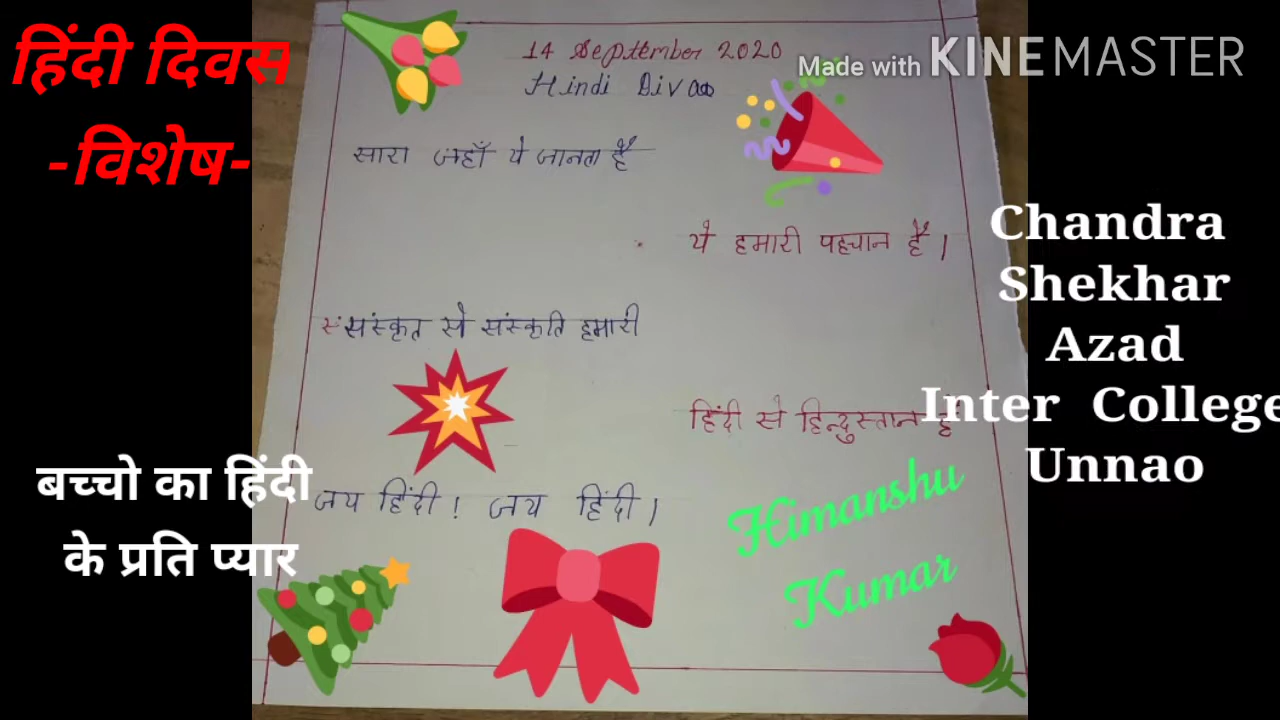 हिंदी दिवस
-विशेष-
14 September 2020
Made with KINEMASTER
Hindi Divas
सारा जहाँ ये जानता है
ये हमारी पहचान है।
संस्कृत से संस्कृति हमारी
हिंदी से हिन्दुस्तान है
जय हिंदी! जय हिंदी।
Chandra
Shekhar
Azad
Inter College
Unnao
बच्चो का हिंदी
के प्रति प्यार
Himanshu
Kumar